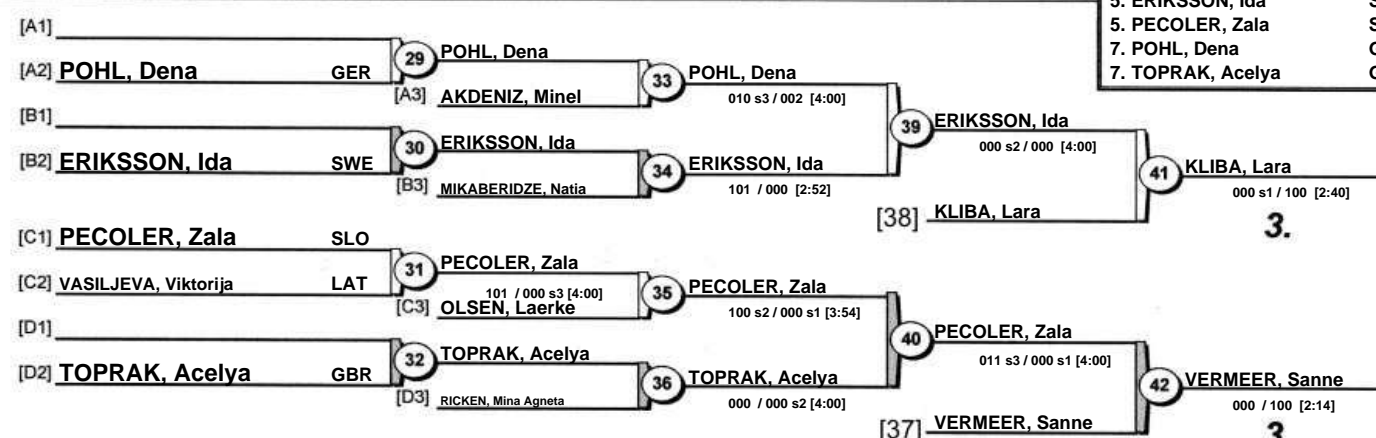 5. ERIKSSON, Ida S
5. PECOLER, Zala S
7. POHL, Dena G
7. TOPRAK, Acelya G
[A1]
[A2] POHL, Dena GER
29 POHL, Dena
[A3] AKDENIZ, Minel
33 POHL, Dena
010 s3 / 002 [4:00]
[B1]
[B2] ERIKSSON, Ida SWE
30 ERIKSSON, Ida
[B3] MIKABERIDZE, Natia
34 ERIKSSON, Ida
101 / 000 [2:52]
39 ERIKSSON, Ida
000 s2 / 000 [4:00]
[38] KLIBA, Lara
41 KLIBA, Lara
000 s1 / 100 [2:40]
3.
[C1] PECOLER, Zala SLO
[C2] VASILJEVA, Viktorija LAT
31 PECOLER, Zala
101 / 000 s3 [4:00]
[C3] OLSEN, Laerke
35 PECOLER, Zala
100 s2 / 000 s1 [3:54]
[D1]
[D2] TOPRAK, Acelya GBR
32 TOPRAK, Acelya
[D3] RICKEN, Mina Agneta
36 TOPRAK, Acelya
000 / 000 s2 [4:00]
40 PECOLER, Zala
011 s3 / 000 s1 [4:00]
[37] VERMEER, Sanne
42 VERMEER, Sanne
000 / 100 [2:14]
3